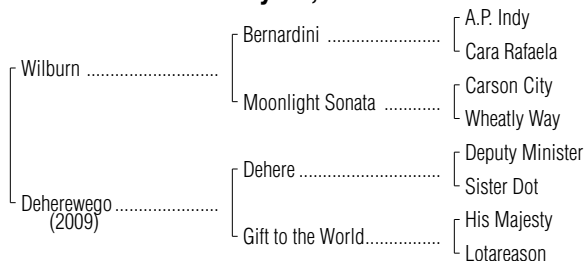 Wilburn
Bernardini
A.P. Indy
Cara Rafaela
Moonlight Sonata
Carson City
Wheatly Way
Deherewego
(2009)
Dehere
Deputy Minister
Sister Dot
Gift to the World
His Majesty
Lotareason